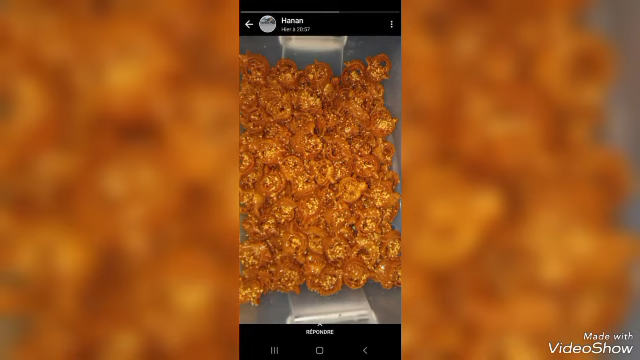 Hanan
Hier à 20:57
RÉPONDRE
Made with
VideoShow